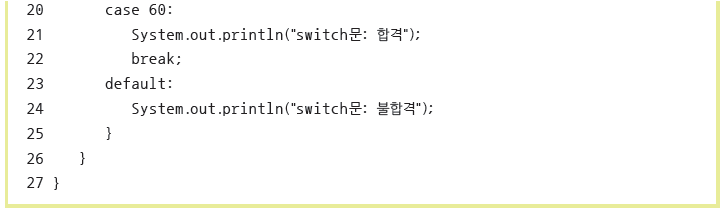 20 case 60:
21 System.out.println("switch문: 합격");
22 break;
23 default:
24 System.out.println("switch문: 불합격");
25 }
26 }
27 }